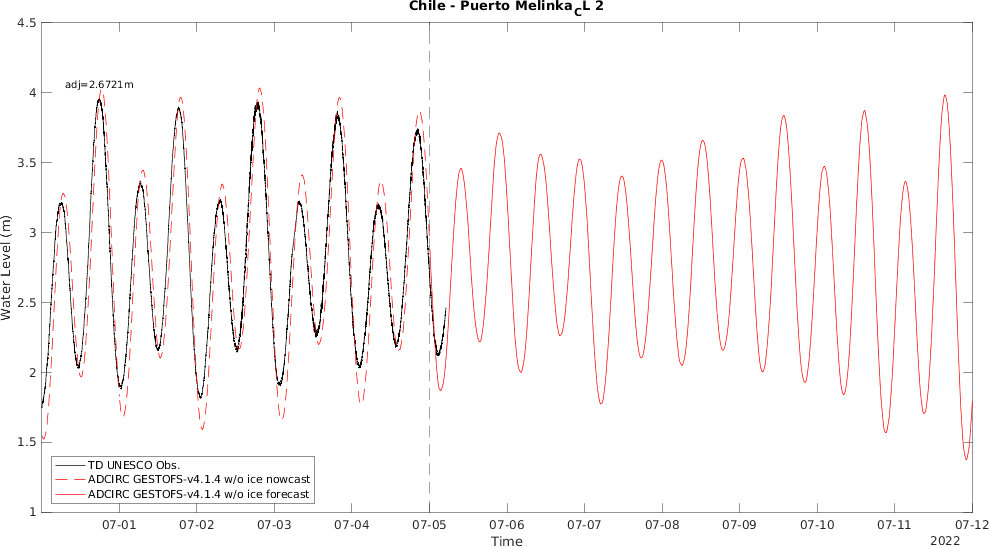 Chile - Puerto MelinkaCL 2
adj=2.6721m
4.5
4
3.5
3
2.5
2
1.5
1
Water Level (m)
TD UNESCO Obs.
ADCIRC GESTOFS-v4.1.4 w/o ice nowcast
ADCIRC GESTOFS-v4.1.4 w/o ice forecast
07-01 07-02 07-03 07-04 07-05 07-06 07-07 07-08 07-09 07-10 07-11 07-12
Time
2022